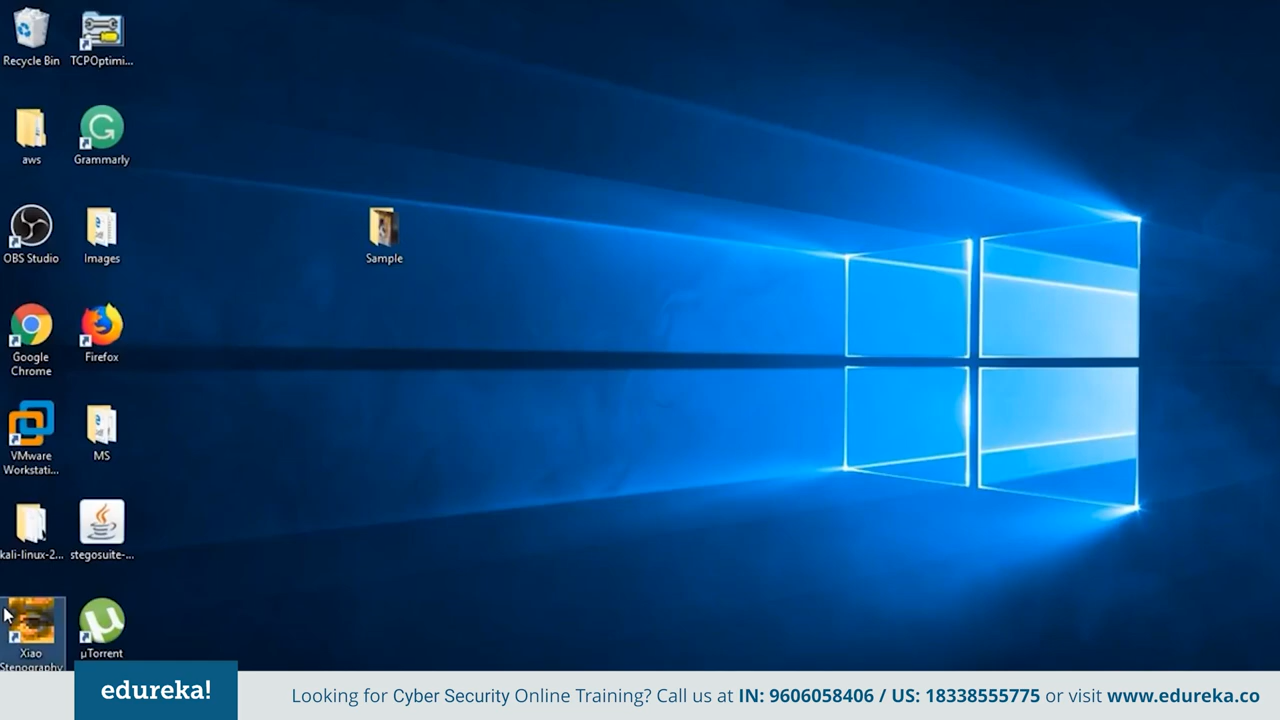 Recycle Bin
TCPOptimi...
aws
Grammarly
OBS Studio
Images
Sample
Google
Chrome
Firefox
VMware
Workstati...
MS
kali-linux-2...
stegosuite-...
Xiao
Stenography
µTorrent
edureka!
Looking for Cyber Security Online Training? Call us at IN: 9606058406 / US: 18338555775 or visit www.edureka.co